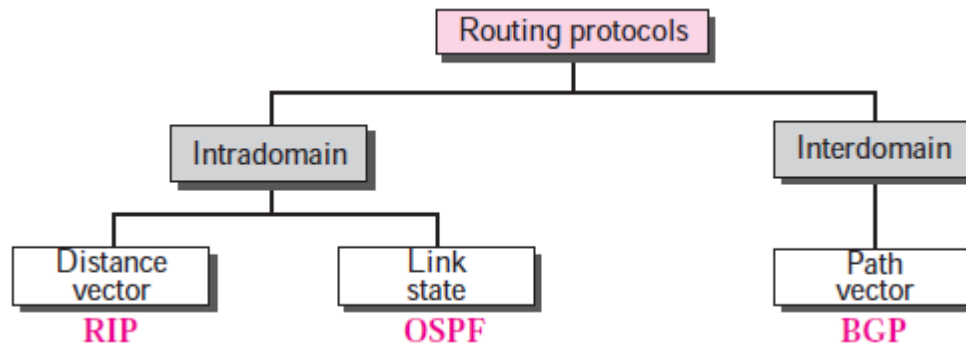 Routing protocols
Intradomain
Interdomain
Distance
vector
Link
state
Path
vector
RIP
OSPF
BGP